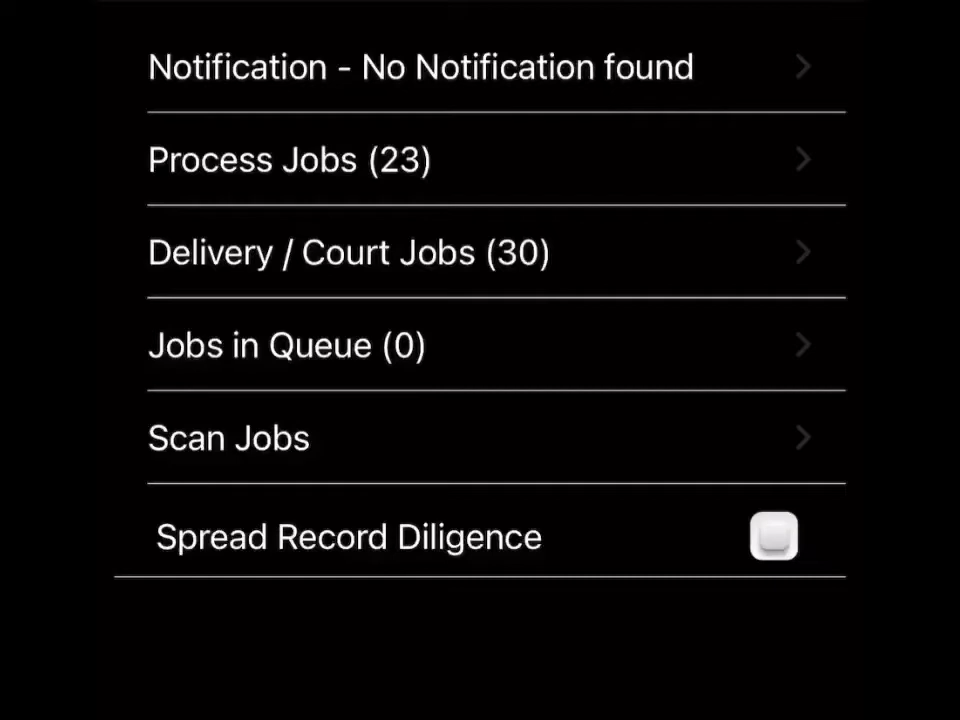 Notification - No Notification found
Process Jobs (23)
Delivery / Court Jobs (30)
Jobs in Queue (0)
Scan Jobs
Spread Record Diligence